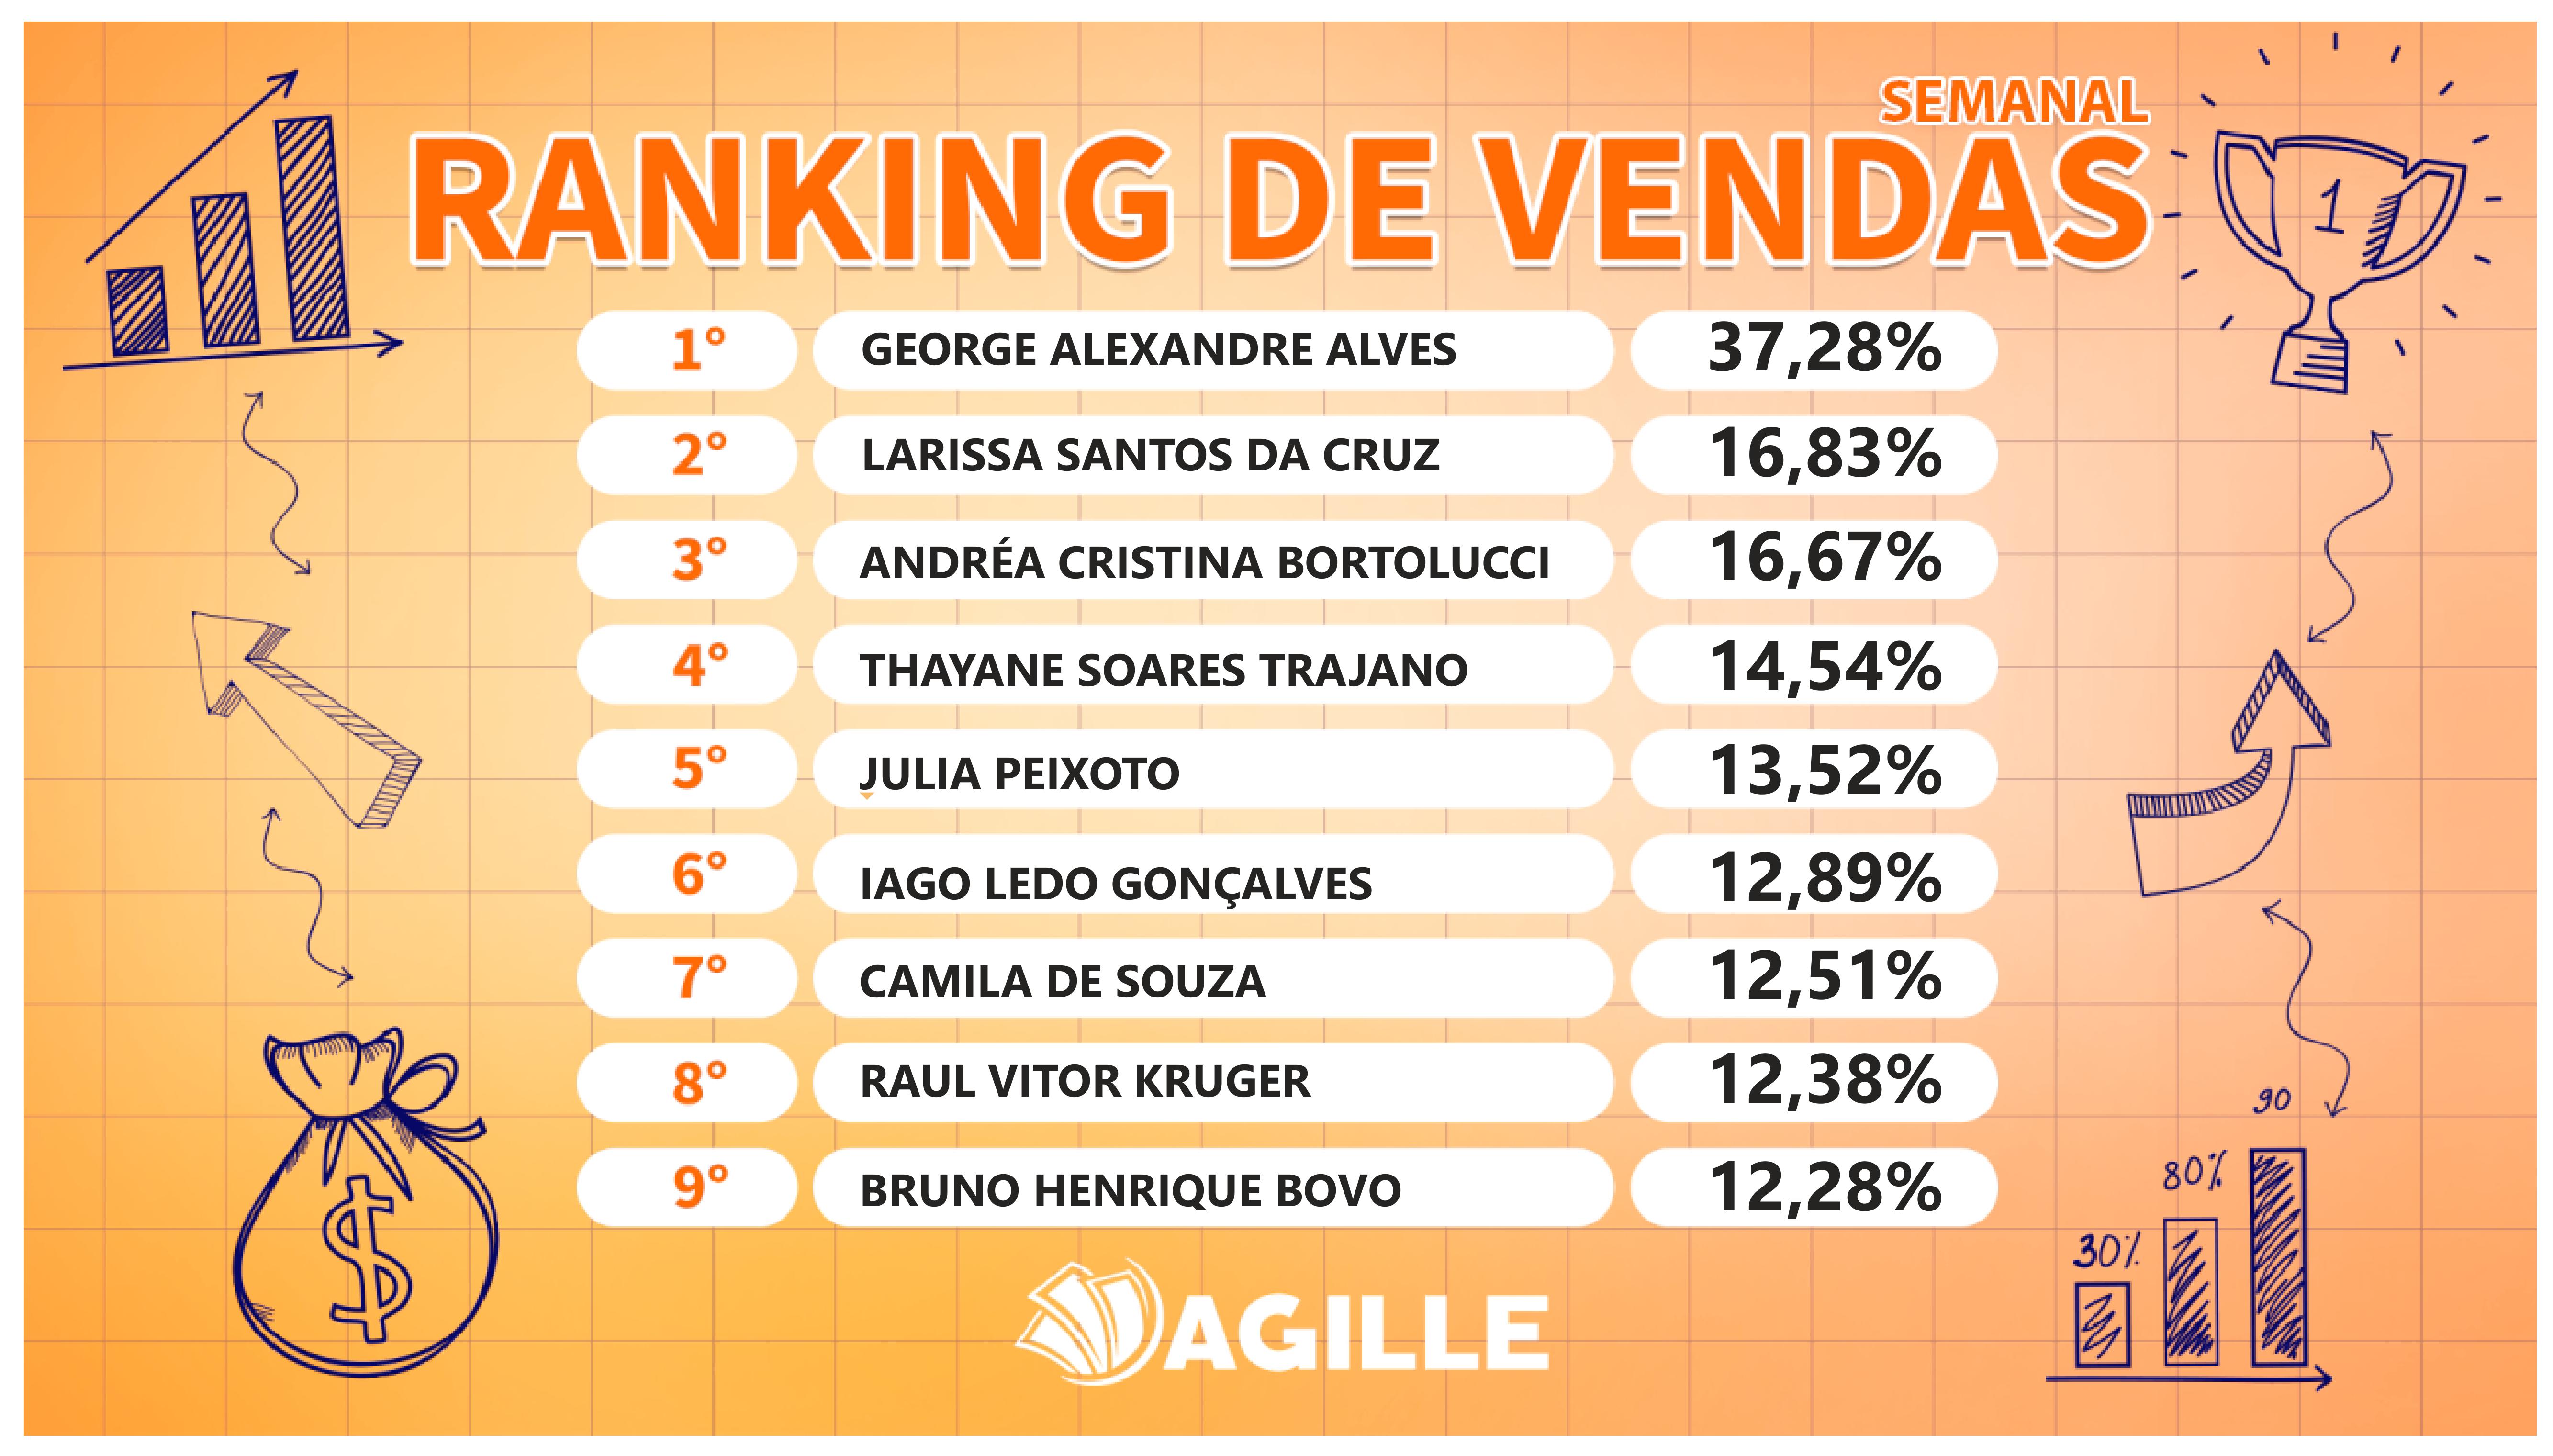 SEMANAL
RANKING DE VENDAS
1° GEORGE ALEXANDRE ALVES 37,28%
2° LARISSA SANTOS DA CRUZ 16,83%
3° ANDRÉA CRISTINA BORTOLUCCI 16,67%
4° THAYANE SOARES TRAJANO 14,54%
5° JULIA PEIXOTO 13,52%
6° IAGO LEDO GONÇALVES 12,89%
7° CAMILA DE SOUZA 12,51%
8° RAUL VITOR KRUGER 12,38%
9° BRUNO HENRIQUE BOVO 12,28%
AGILLE
1
$
30%
80%
90